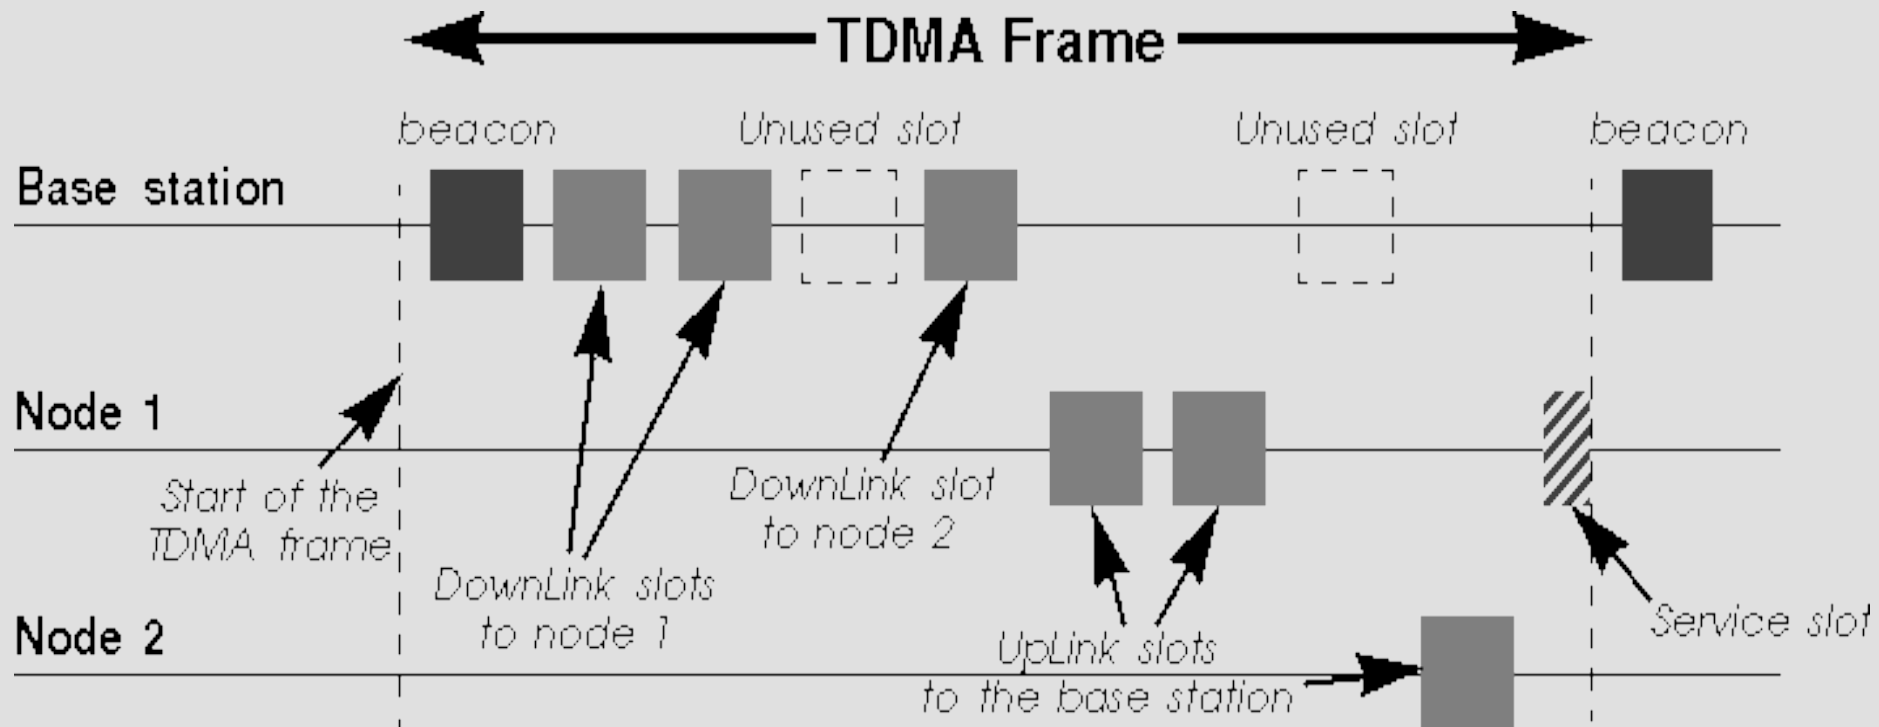 TDMA Frame
beacon
Unused slot
Unused slot
beacon
Base station
Node 1
Start of the
TDMA frame
DownLink slots
to node 1
DownLink slot
to node 2
UpLink slots
to the base station
Service slot
Node 2